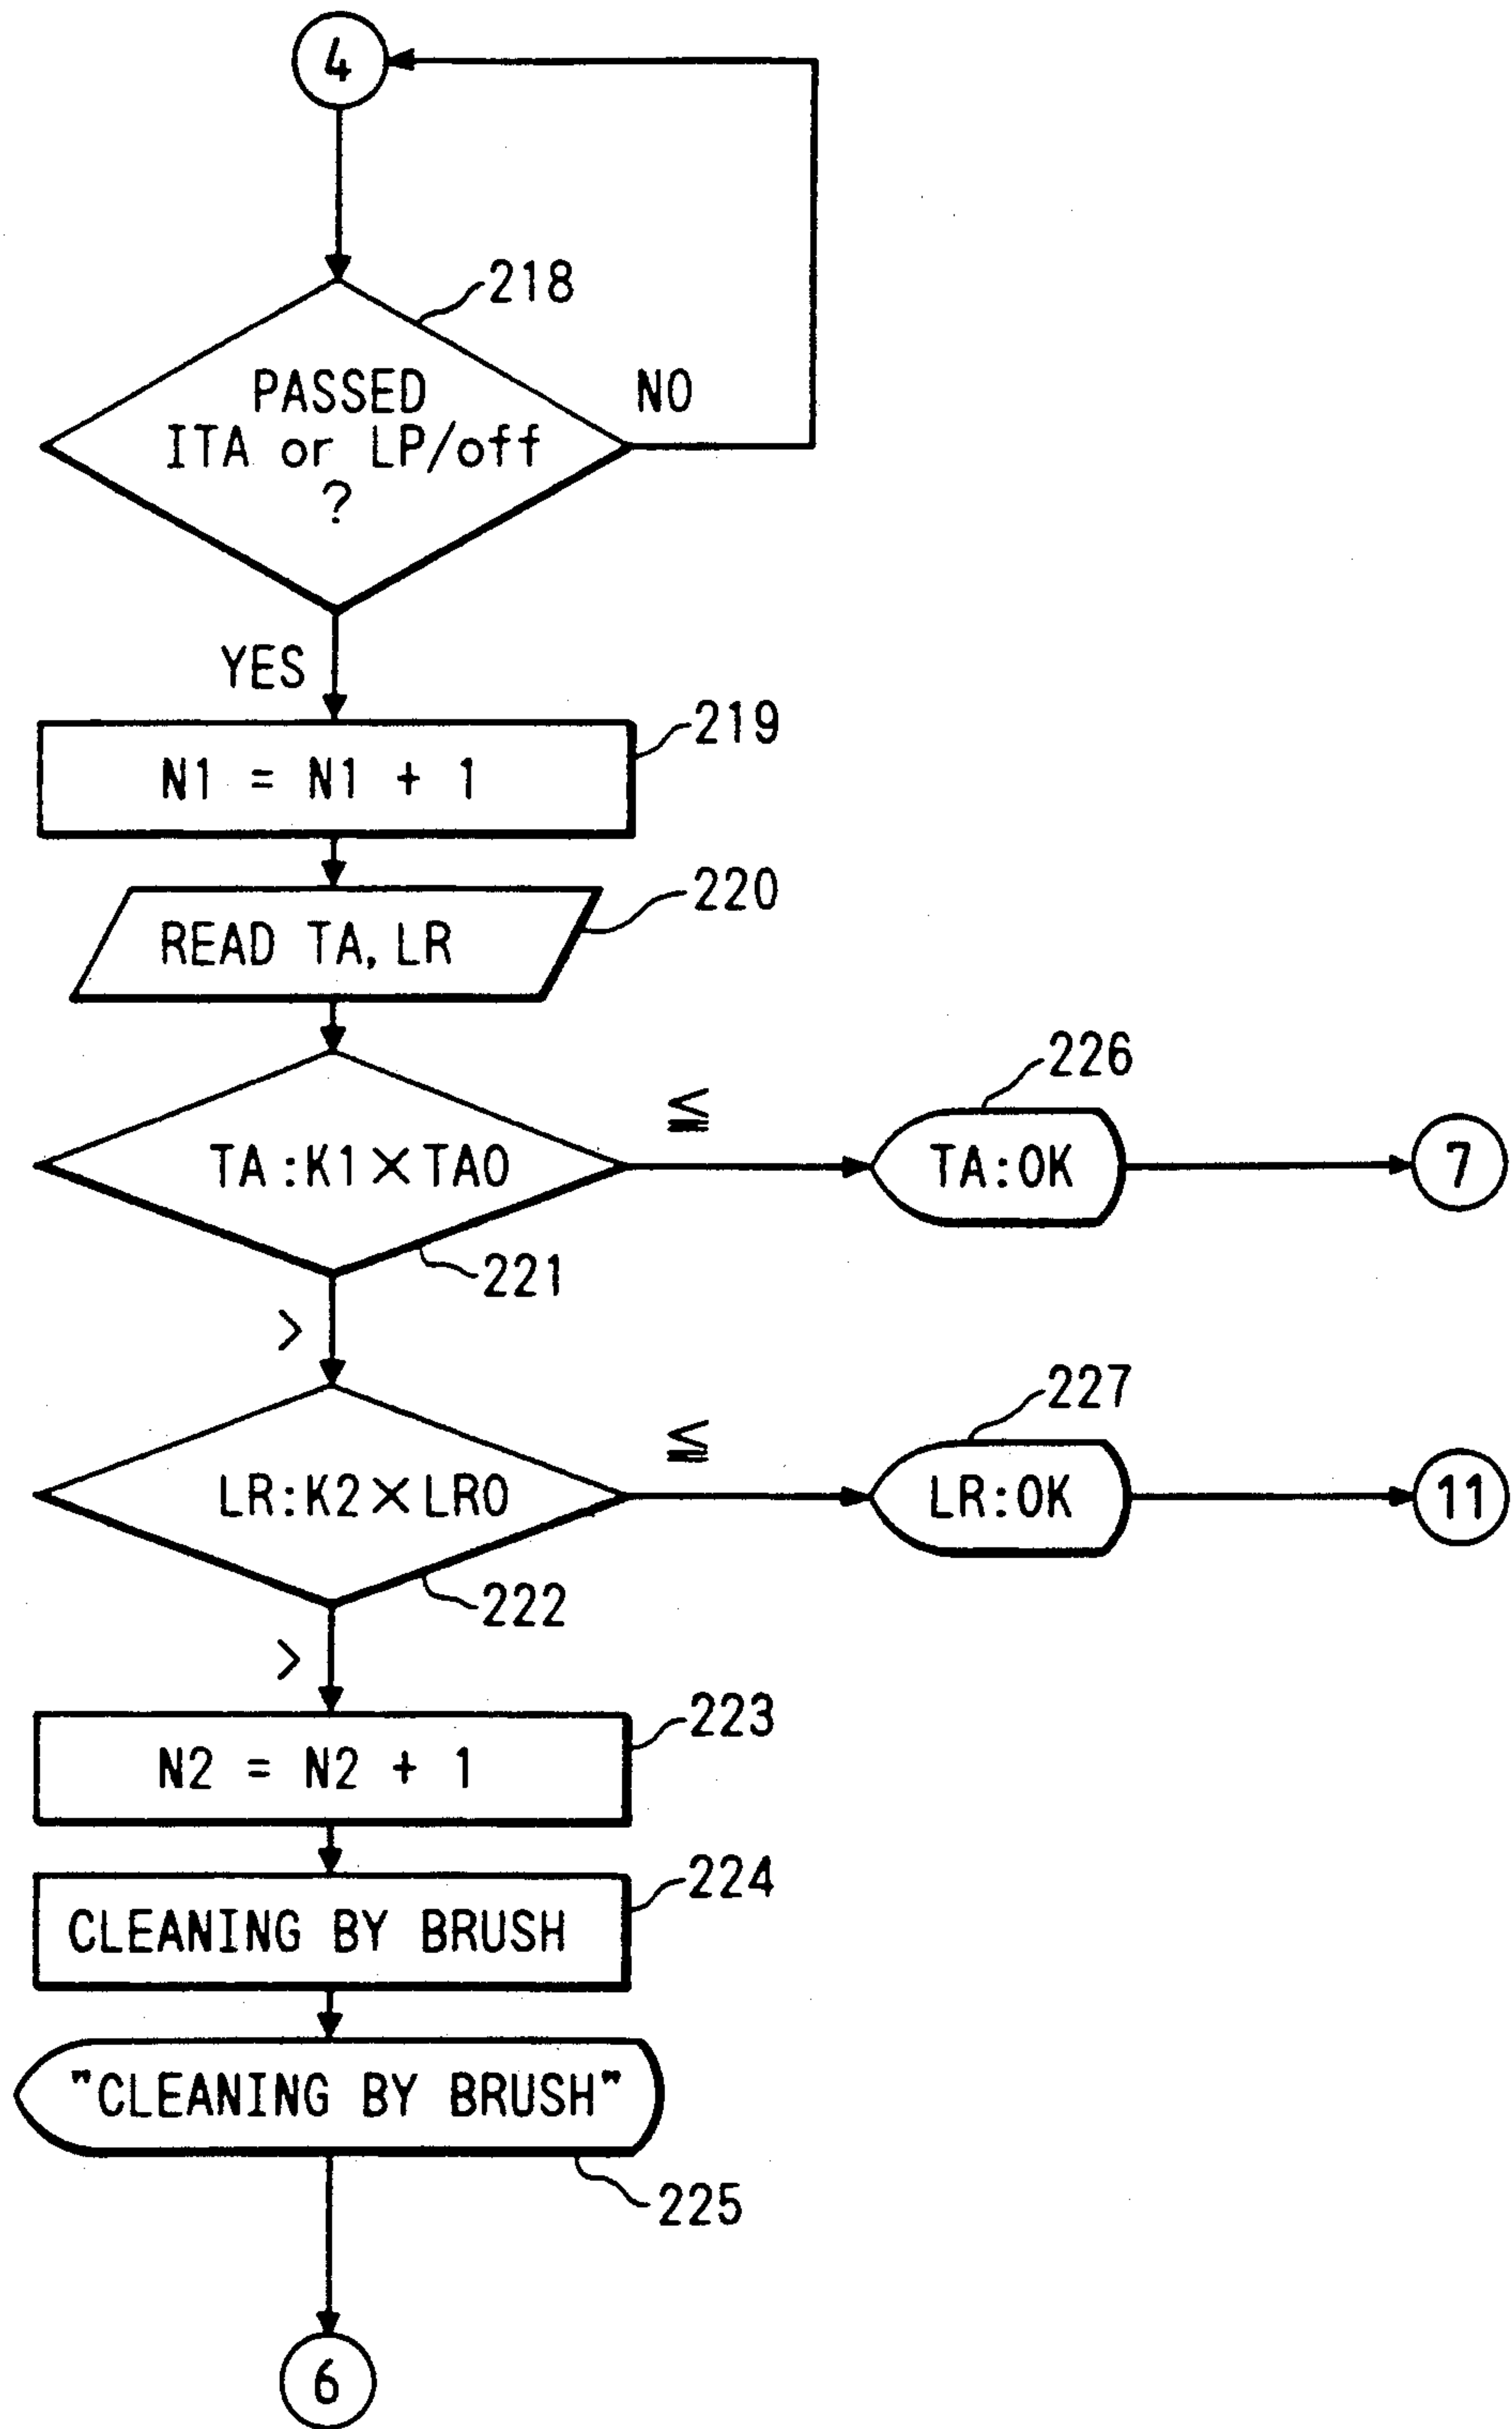 4
218
PASSED
ITA or LP/off
?
NO
YES
219
N1 = N1 + 1
220
READ TA, LR
226
≦
TA:K1×TA0
TA:OK
7
221
>
227
≦
LR:K2×LR0
LR:OK
11
222
>
223
N2 = N2 + 1
224
CLEANING BY BRUSH
"CLEANING BY BRUSH"
225
6